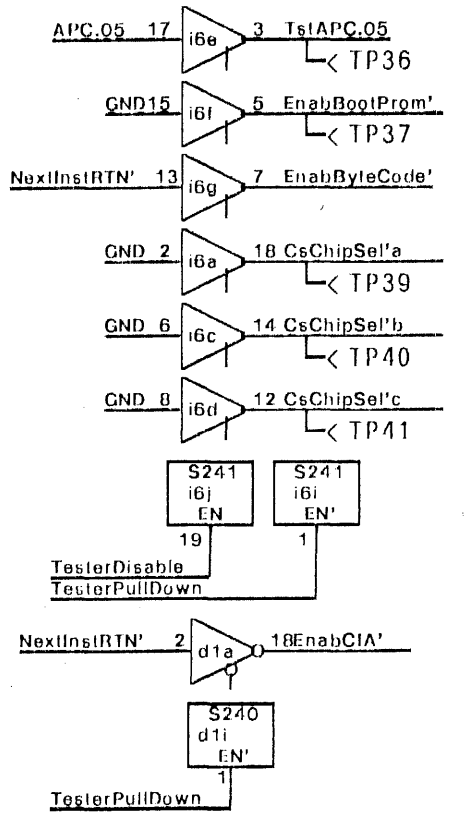 APC.05 17 i6e 3 TstAPC.05
TP36
GND15 i6f 5 EnabBootProm'
TP37
NextInstRTN' 13 i6g 7 EnabByteCode'
GND 2 i6a 18 CsChipSel'a
TP39
GND 6 i6c 14 CsChipSel'b
TP40
GND 8 i6d 12 CsChipSel'c
TP41
S241 S241
i6j i6i
EN EN'
19 1
TesterDisable
TesterPullDown
NextInstRTN' 2 d1a 18EnabCIA'
S240
d1i
EN'
1
TesterPullDown